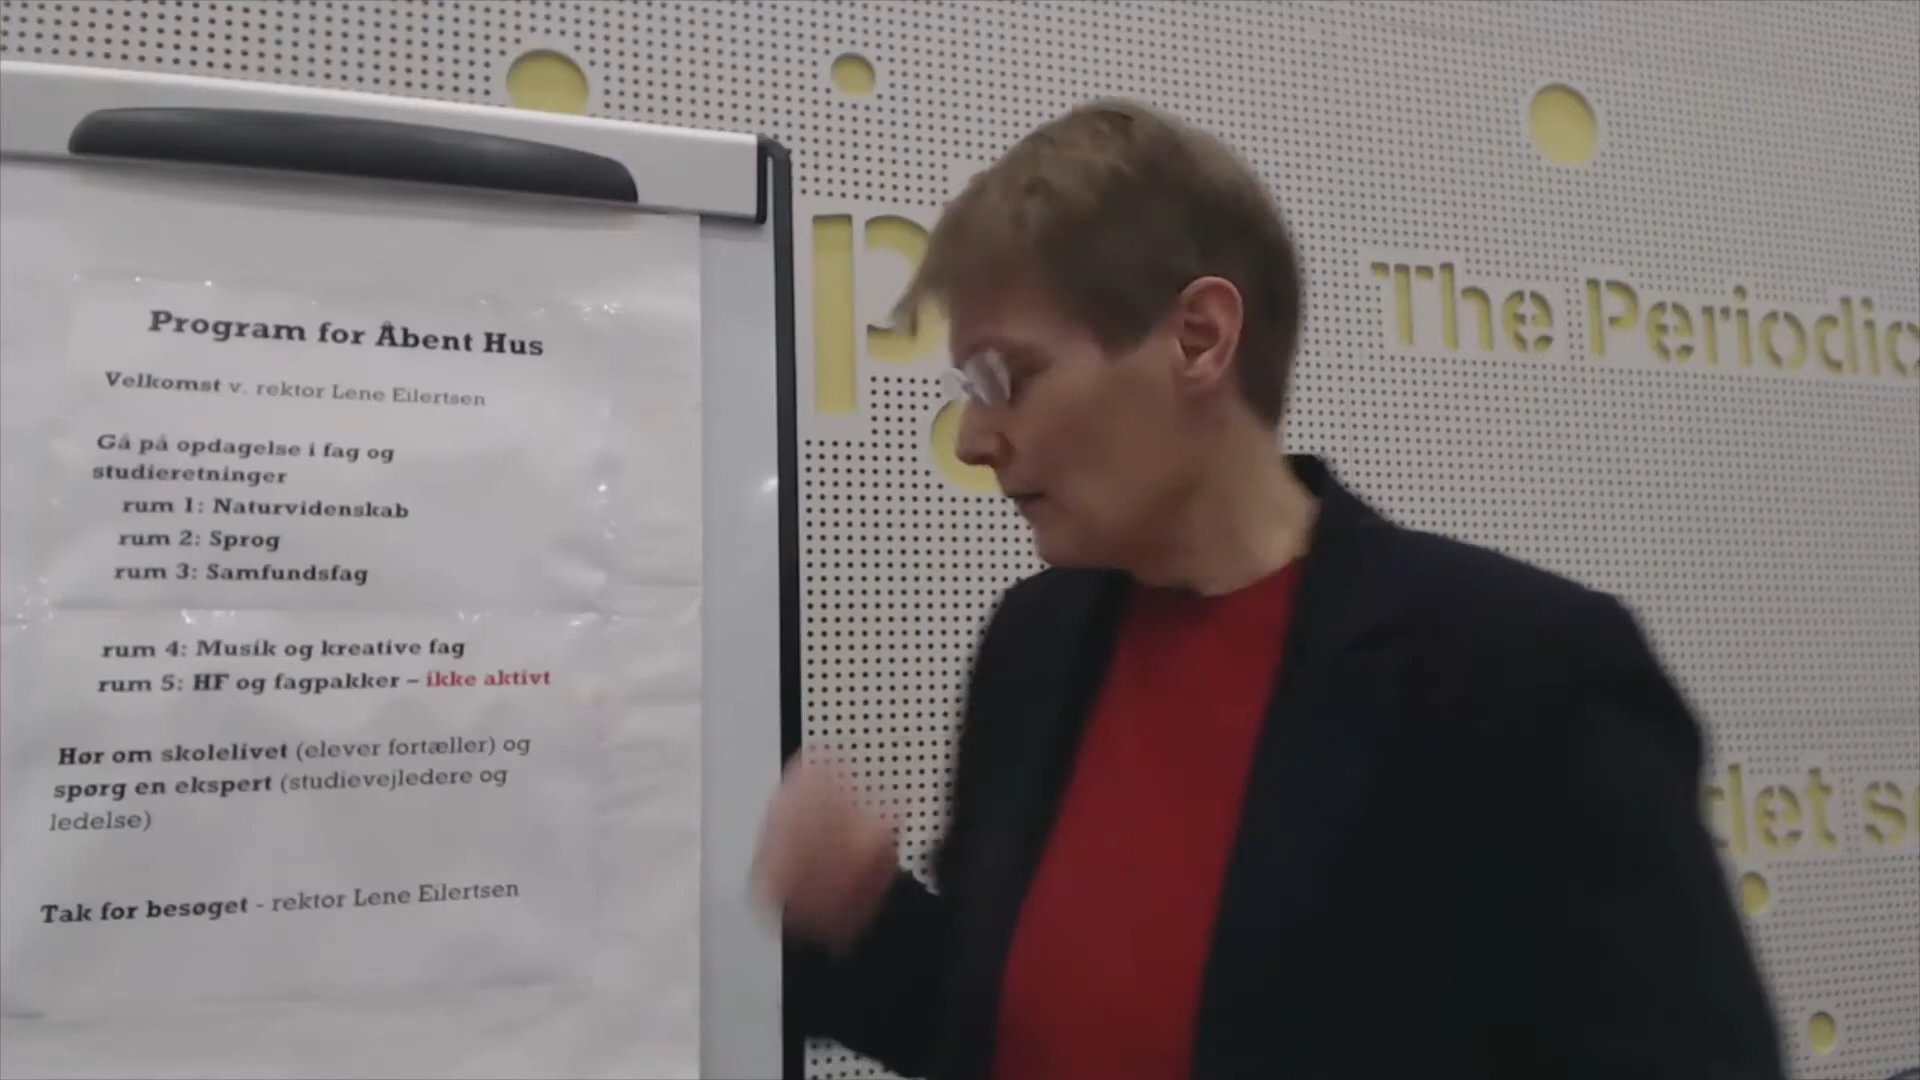 Program for Åbent Hus
Velkomst v. rektor Lene Eilertsen
Gå på opdagelse i fag og
studieretninger
rum 1: Naturvidenskab
rum 2: Sprog
rum 3: Samfundsfag
rum 4: Musik og kreative fag
rum 5: HF og fagpakker – ikke aktivt
Hør om skolelivet (elever fortæller) og
spørg en ekspert (studievejledere og
ledelse)
Tak for besøget - rektor Lene Eilertsen
The Periodic
det